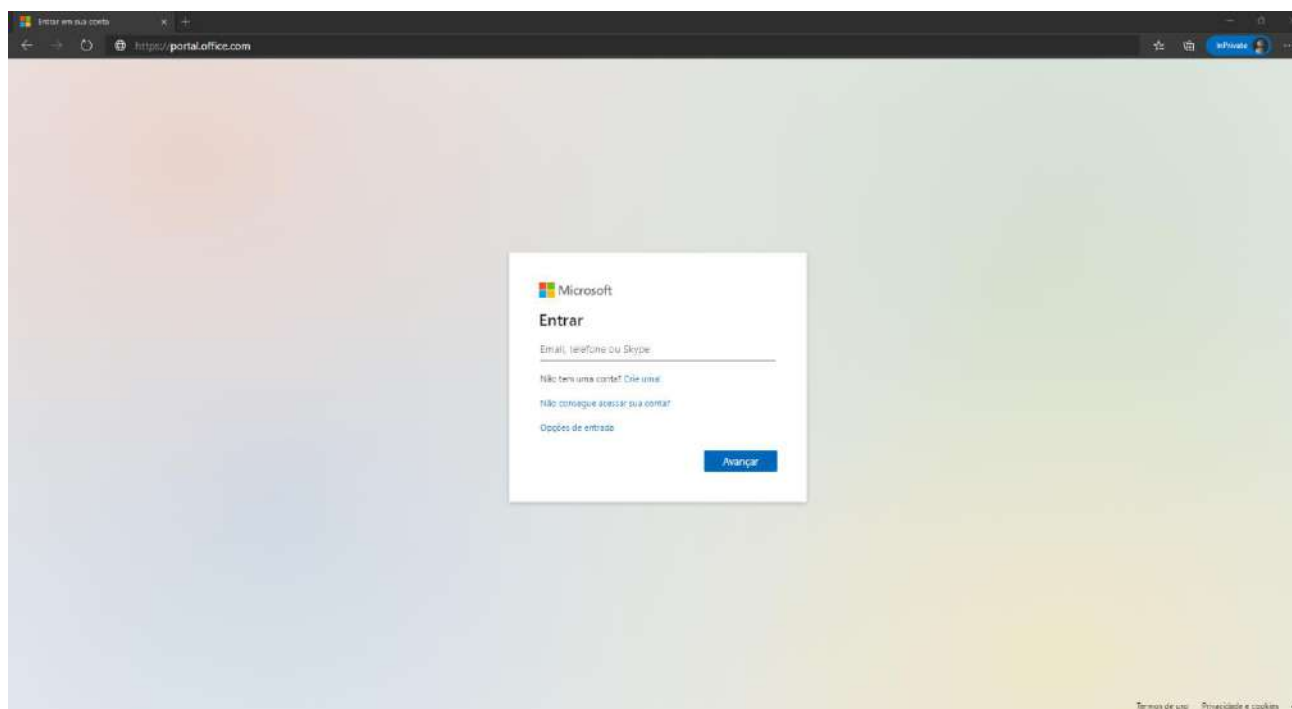 Entrar em sua conta
https://portal.office.com
InPrivate
Microsoft
Entrar
Email, telefone ou Skype
Não tem uma conta? Crie uma!
Não consegue acessar sua conta?
Opções de entrada
Avançar
Termos de uso Privacidade e cookies